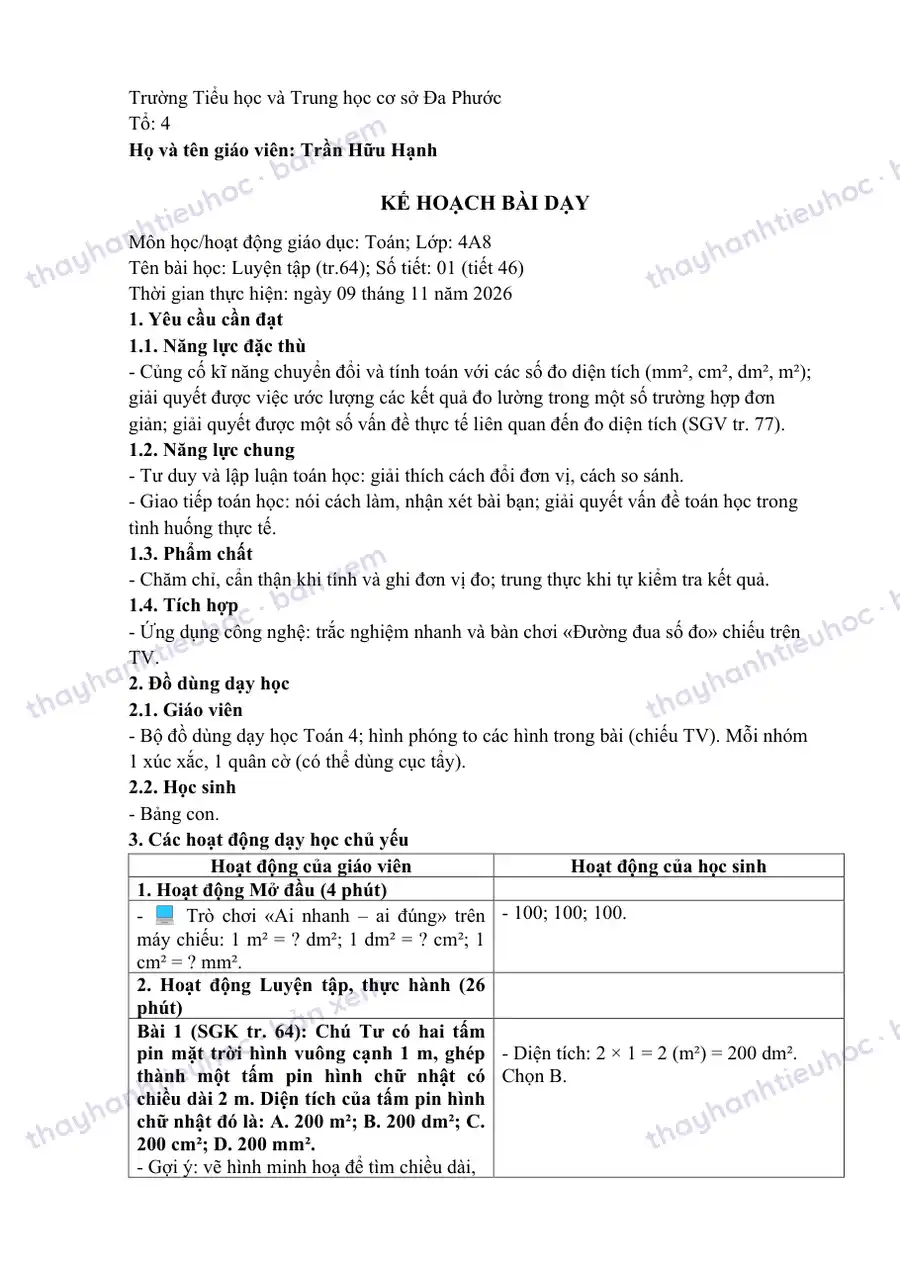 Trường Tiểu học và Trung học cơ sở Đa Phước
Tổ: 4
Họ và tên giáo viên: Trần Hữu Hạnh
KẾ HOẠCH BÀI DẠY
Môn học/hoạt động giáo dục: Toán; Lớp: 4A8
Tên bài học: Luyện tập (tr.64); Số tiết: 01 (tiết 46)
Thời gian thực hiện: ngày 09 tháng 11 năm 2026
1. Yêu cầu cần đạt
1.1. Năng lực đặc thù
- Củng cố kĩ năng chuyển đổi và tính toán với các số đo diện tích (mm², cm², dm², m²);
giải quyết được việc ước lượng các kết quả đo lường trong một số trường hợp đơn
giản; giải quyết được một số vấn đề thực tế liên quan đến đo diện tích (SGV tr. 77).
1.2. Năng lực chung
- Tư duy và lập luận toán học: giải thích cách đổi đơn vị, cách so sánh.
- Giao tiếp toán học: nói cách làm, nhận xét bài bạn; giải quyết vấn đề toán học trong
tình huống thực tế.
1.3. Phẩm chất
- Chăm chỉ, cẩn thận khi tính và ghi đơn vị đo; trung thực khi tự kiểm tra kết quả.
1.4. Tích hợp
- Ứng dụng công nghệ: trắc nghiệm nhanh và bàn chơi «Đường đua số đo» chiếu trên
TV.
2. Đồ dùng dạy học
2.1. Giáo viên
- Bộ đồ dùng dạy học Toán 4; hình phóng to các hình trong bài (chiếu TV). Mỗi nhóm
1 xúc xắc, 1 quân cờ (có thể dùng cục tẩy).
2.2. Học sinh
- Bảng con.
3. Các hoạt động dạy học chủ yếu
Hoạt động của giáo viên
Hoạt động của học sinh
1. Hoạt động Mở đầu (4 phút)
- Trò chơi «Ai nhanh – ai đúng» trên
máy chiếu: 1 m² = ? dm²; 1 dm² = ? cm²; 1
cm² = ? mm².
- 100; 100; 100.
2. Hoạt động Luyện tập, thực hành (26
phút)
Bài 1 (SGK tr. 64): Chú Tư có hai tấm
pin mặt trời hình vuông cạnh 1 m, ghép
thành một tấm pin hình chữ nhật có
chiều dài 2 m. Diện tích của tấm pin hình
chữ nhật đó là: A. 200 m²; B. 200 dm²; C.
200 cm²; D. 200 mm².
- Gợi ý: vẽ hình minh hoạ để tìm chiều dài,
- Diện tích: 2 × 1 = 2 (m²) = 200 dm².
Chọn B.
thayhanhtieuhoc · bản xem
thayhanhtieuhoc · b
thayhanhtieuhoc · bản xem
thayhanhtieuhoc · b
thayhanhtieuhoc · bản xem
thayhanhtieuhoc · b